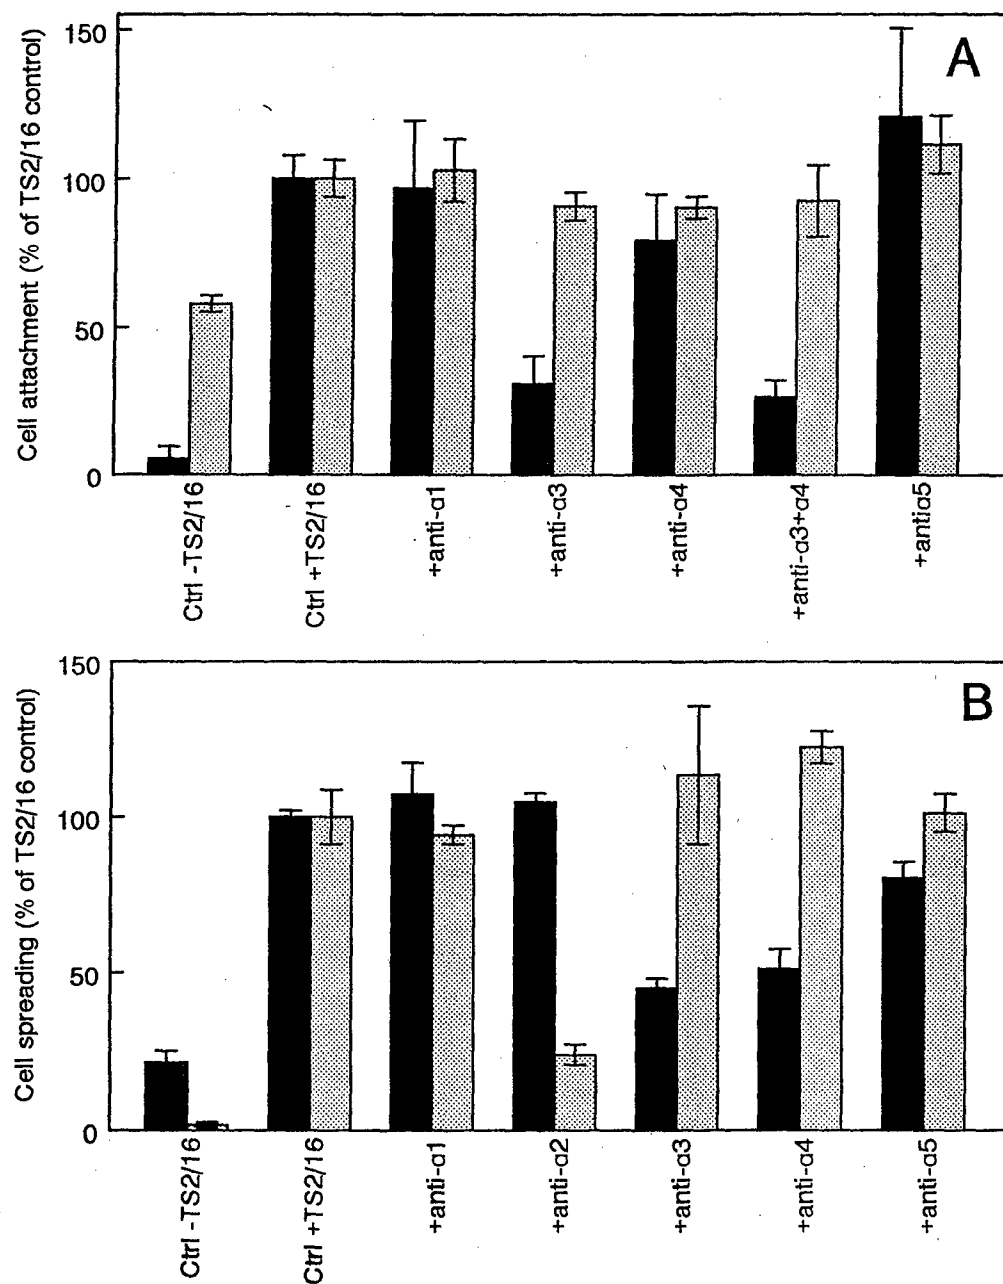 A
Cell attachment (% of TS2/16 control)
150
100
50
0
Ctrl -TS2/16
Ctrl +TS2/16
+anti-α1
+anti-α3
+anti-α4
+anti-α3+α4
+antiα5
B
Cell spreading (% of TS2/16 control)
150
100
50
0
Ctrl -TS2/16
Ctrl +TS2/16
+anti-α1
+anti-α2
+anti-α3
+anti-α4
+anti-α5